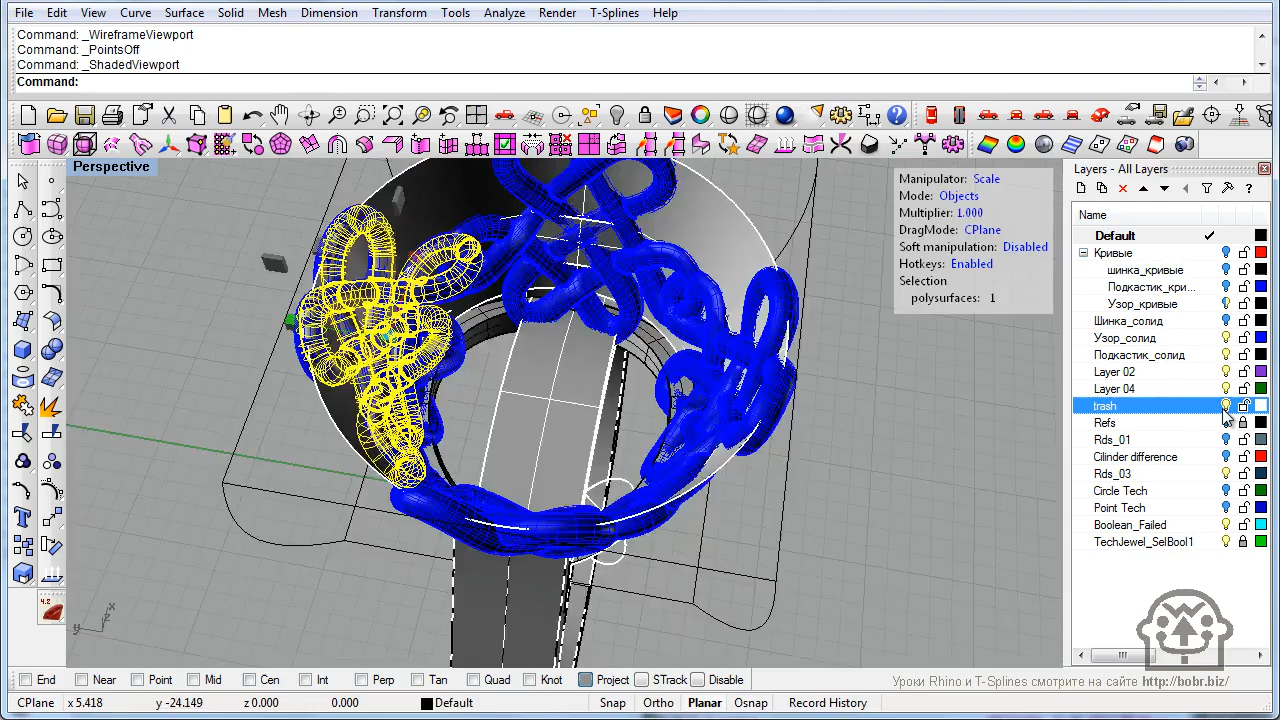 File Edit View Curve Surface Solid Mesh Dimension Transform Tools Analyze Render T-Splines Help
Command: _WireframeViewport
Command: _PointsOff
Command: _ShadedViewport
Command:
Perspective
Manipulator: Scale
Mode: Objects
Multiplier: 1.000
DragMode: CPlane
Soft manipulation: Disabled
Hotkeys: Enabled
Selection
polysurfaces: 1
Layers - All Layers
Name
Default
Кривые
шинка_кривые
Подкастик_кри...
Узор_кривые
Шинка_солид
Узор_солид
Подкастик_солид
Layer 02
Layer 04
trash
Refs
Rds_01
Cilinder difference
Rds_03
Circle Tech
Point Tech
Boolean_Failed
TechJewel_SelBool1
4.2
End Near Point Mid Cen Int Perp Tan Quad Knot Project STrack Disable
Уроки Rhino и T-Splines смотрите на сайте http://bobr.biz/
CPlane x 5.418 y -24.149 z 0.000 0.000 Default Snap Ortho Planar Osnap Record History